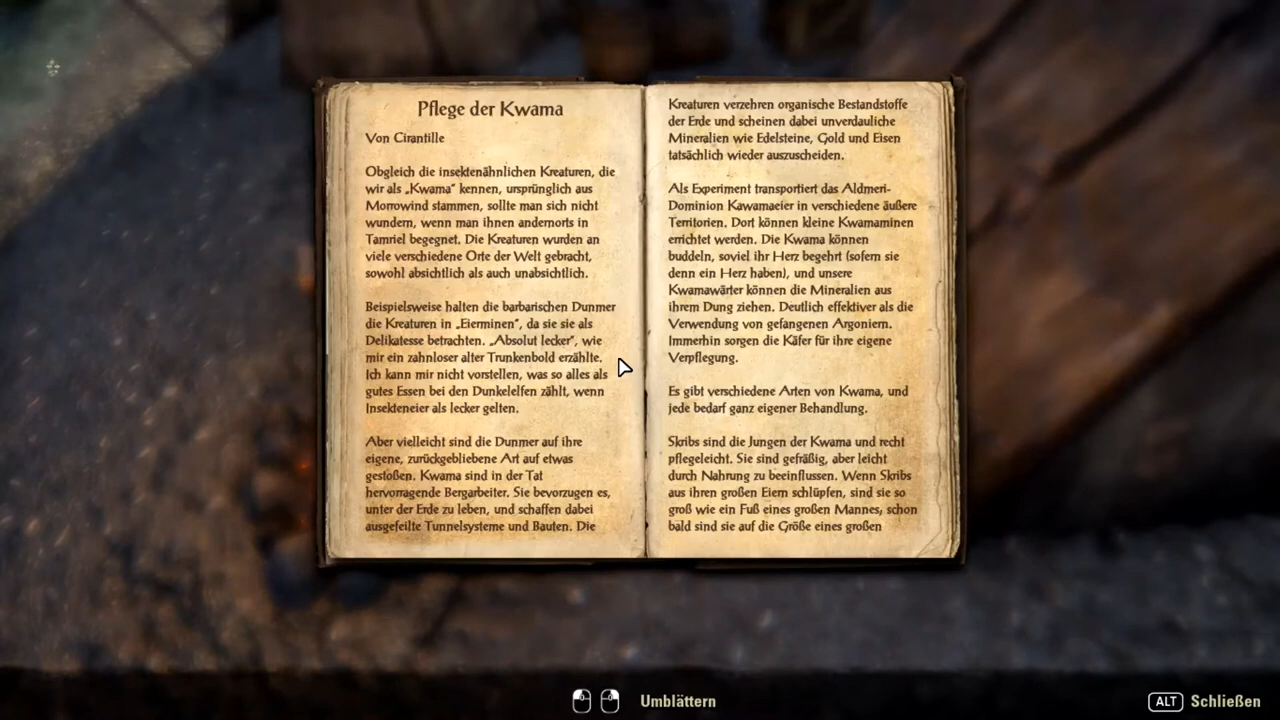 Pflege der Kwama
Von Cirantille
Obgleich die insektenähnlichen Kreaturen, die
wir als „Kwama“ kennen, ursprünglich aus
Morrowind stammen, sollte man sich nicht
wundern, wenn man ihnen andernorts in
Tamriel begegnet. Die Kreaturen wurden an
viele verschiedene Orte der Welt gebracht,
sowohl absichtlich als auch unabsichtlich.
Beispielsweise halten die barbarischen Dunmer
die Kreaturen in „Eierminen“, da sie sie als
Delikatesse betrachten. „Absolut lecker“, wie
mir ein zahnloser alter Trunkenbold erzählte.
Ich kann mir nicht vorstellen, was so alles als
gutes Essen bei den Dunkelelfen zählt, wenn
Insekteneier als lecker gelten.
Aber vielleicht sind die Dunmer auf ihre
eigene, zurückgebliebene Art auf etwas
gestoßen. Kwama sind in der Tat
hervorragende Bergarbeiter. Sie bevorzugen es,
unter der Erde zu leben, und schaffen dabei
ausgefeilte Tunnelsysteme und Bauten. Die
Kreaturen verzehren organische Bestandstoffe
der Erde und scheinen dabei unverdauliche
Mineralien wie Edelsteine, Gold und Eisen
tatsächlich wieder auszuscheiden.
Als Experiment transportiert das Aldmeri-
Dominion Kawamaeier in verschiedene äußere
Territorien. Dort können kleine Kwamaminen
errichtet werden. Die Kwama können
buddeln, soviel ihr Herz begehrt (sofern sie
denn ein Herz haben), und unsere
Kwamawärter können die Mineralien aus
ihrem Dung ziehen. Deutlich effektiver als die
Verwendung von gefangenen Argoniern.
Immerhin sorgen die Käfer für ihre eigene
Verpflegung.
Es gibt verschiedene Arten von Kwama, und
jede bedarf ganz eigener Behandlung.
Skribs sind die Jungen der Kwama und recht
pflegeleicht. Sie sind gefräßig, aber leicht
durch Nahrung zu beeinflussen. Wenn Skribs
aus ihren großen Eiern schlüpfen, sind sie so
groß wie ein Fuß eines großen Mannes, schon
bald sind sie auf die Größe eines großen
Umblättern
ALT Schließen